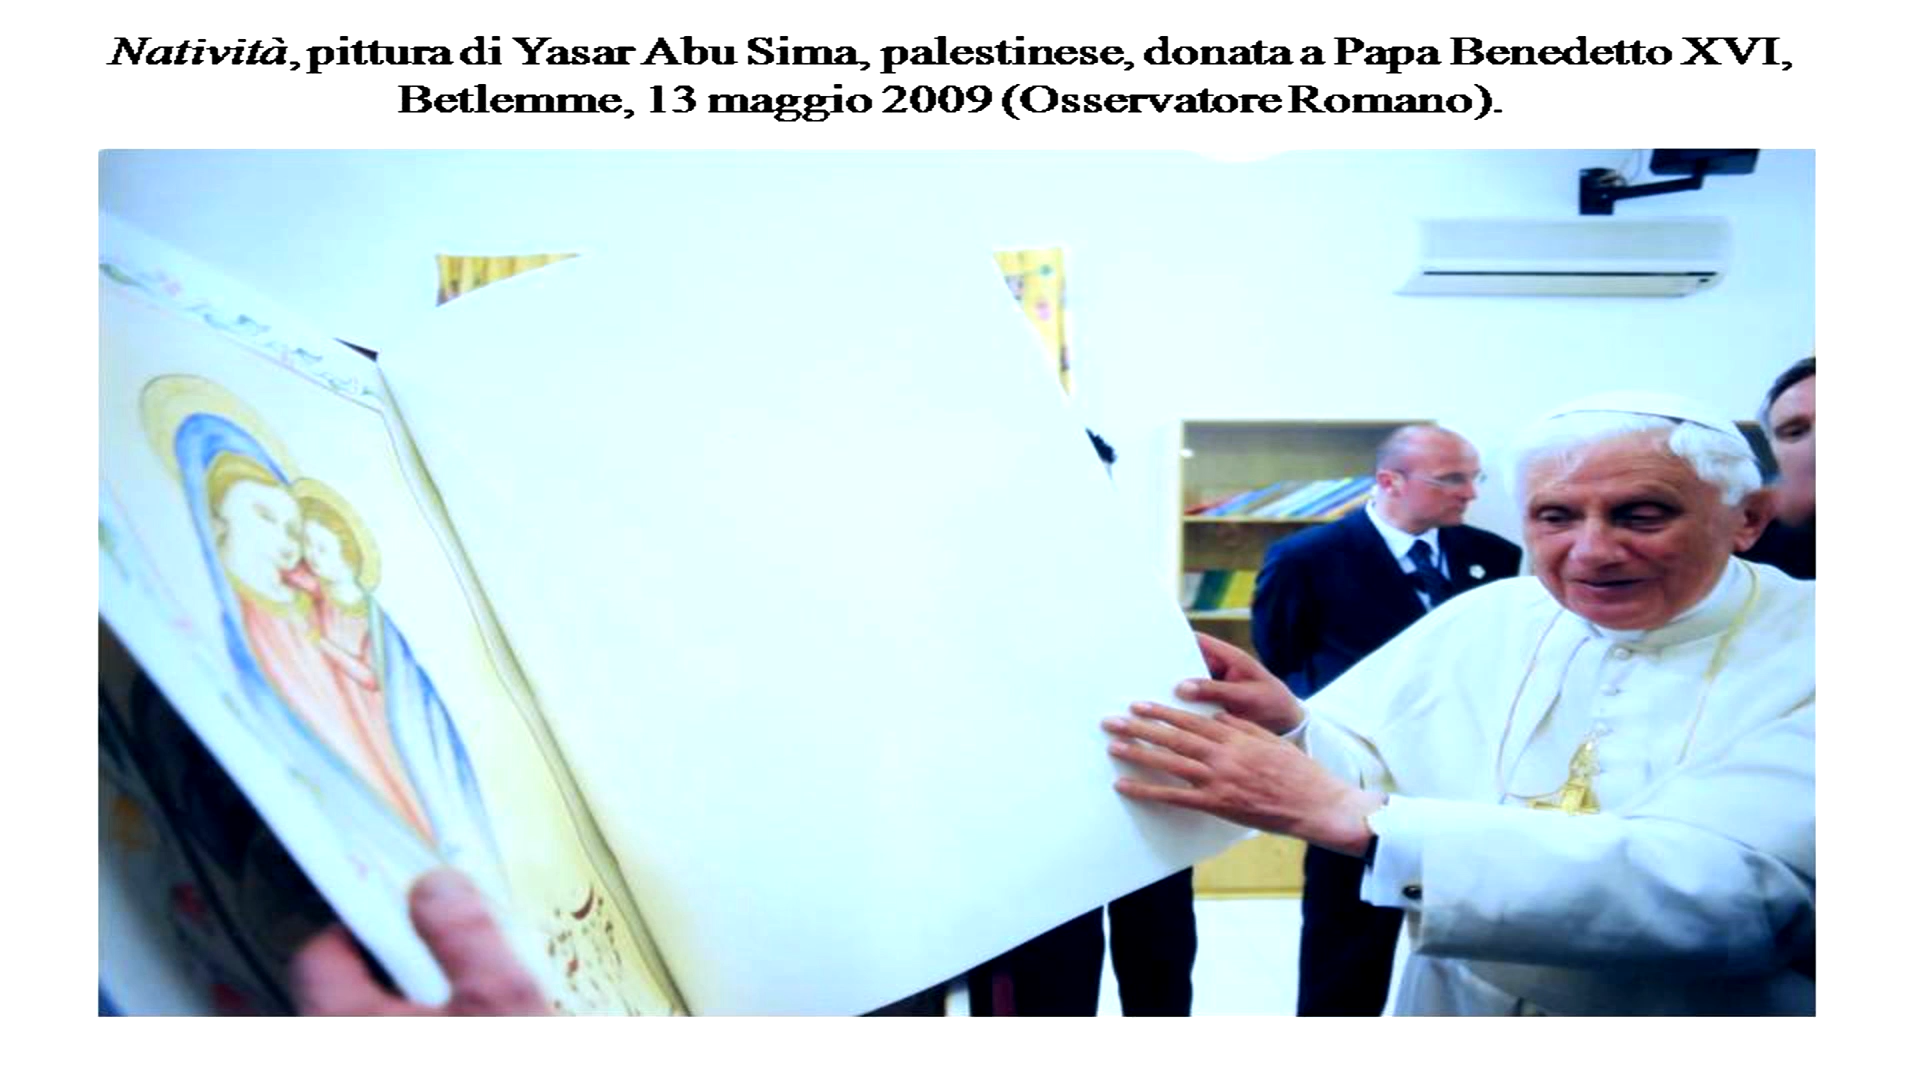 Natività, pittura di Yasar Abu Sima, palestinese, donata a Papa Benedetto XVI,
Betlemme, 13 maggio 2009 (Osservatore Romano).